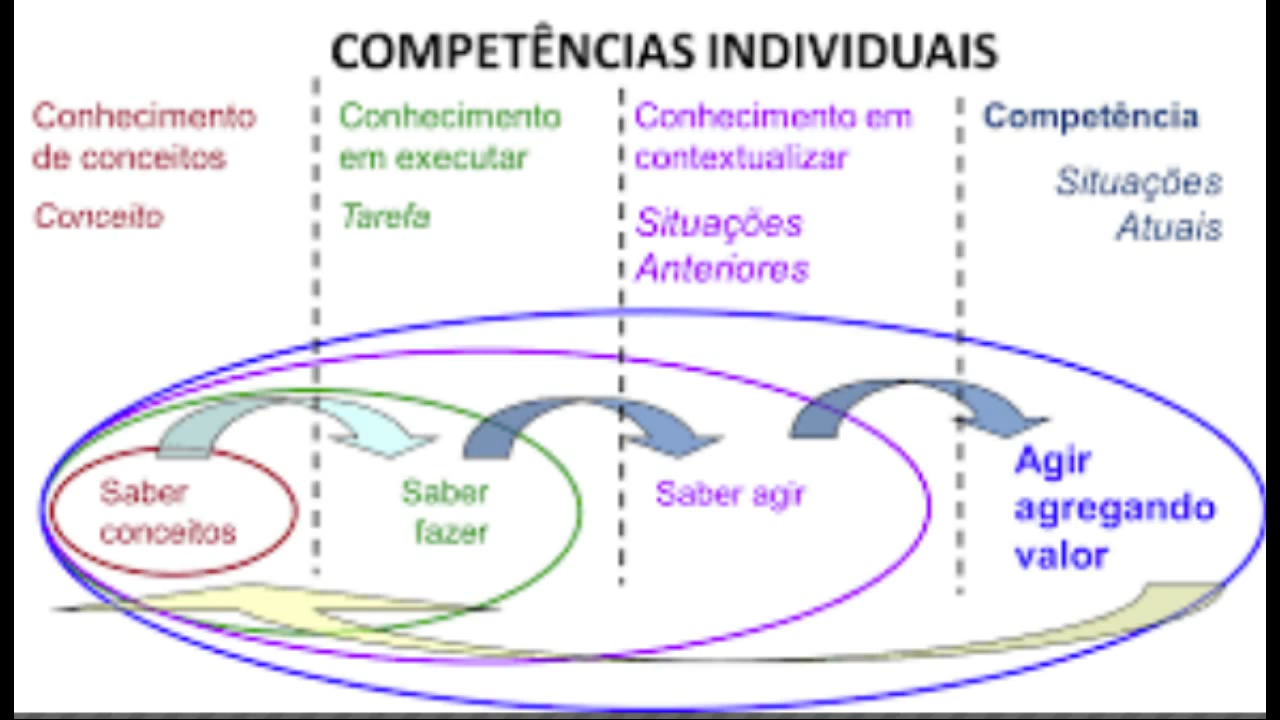 COMPETÊNCIAS INDIVIDUAIS
Conhecimento
de conceitos
Conceito
Conhecimento
em executar
Tarefa
Conhecimento em
contextualizar
Situações
Anteriores
Competência
Situações
Atuais
Saber
conceitos
Saber
fazer
Saber agir
Agir
agregando
valor